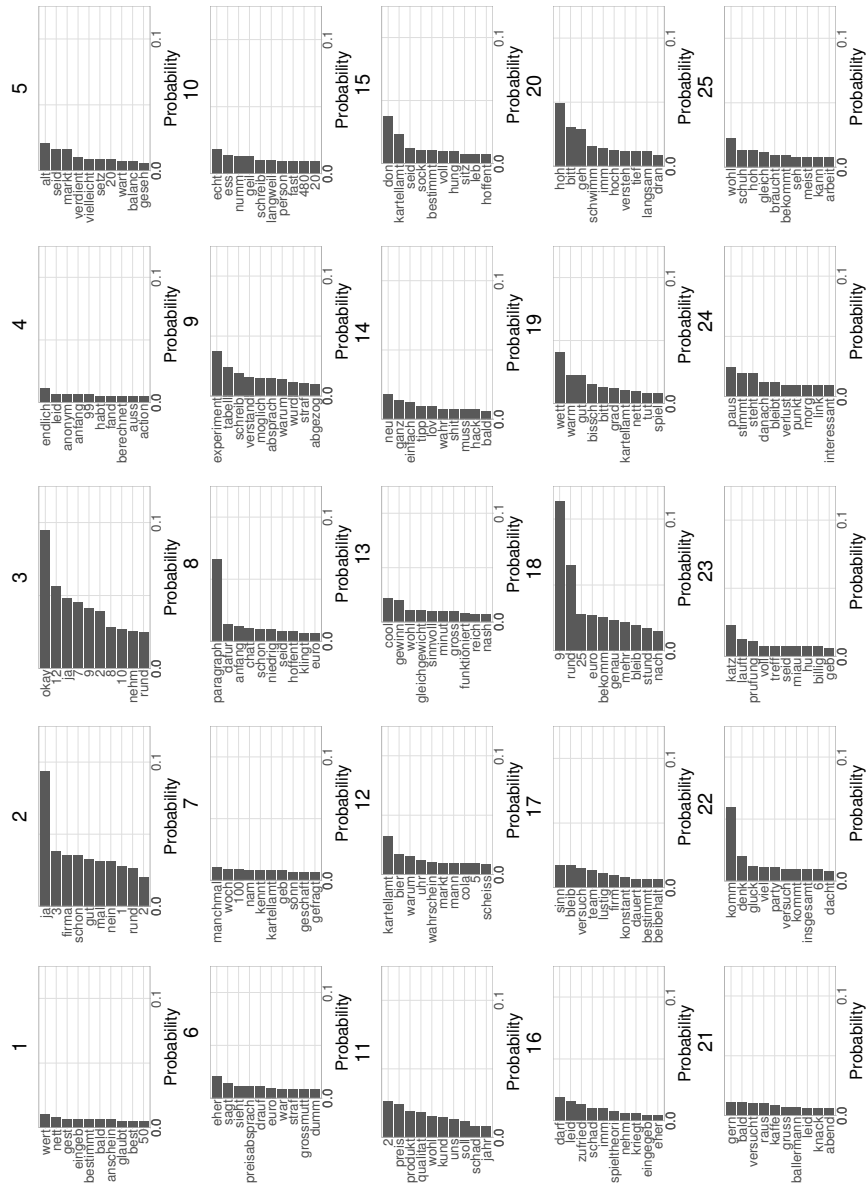 1
wert
nett
gest
eingeb
bestimmt
bald
anschein
glaubt
best
50
0.0
0.1
Probability
2
ja
3
firma
schon
gut
mal
nein
1
rund
2
0.0
0.1
Probability
3
okay
12
ja
7
9
2
8
10
nehm
rund
0.0
0.1
Probability
4
endlich
leid
anonym
anfang
99
habt
fand
berechnet
auss
action
0.0
0.1
Probability
5
alt
seid
markt
verdient
vielleicht
setz
20
wart
balanc
geseh
0.0
0.1
Probability
6
eher
sagt
sieht
preisabsprach
drauf
euro
war
straf
grossmutt
dumm
0.0
0.1
Probability
7
manchmal
woch
100
nam
kennt
kartellamt
geb
sonn
geschaft
gefragt
0.0
0.1
Probability
8
paragraph
dafur
anfang
chat
schon
niedrig
seid
hoffent
klingt
euro
0.0
0.1
Probability
9
experiment
tabell
schreib
verstand
moglich
absprach
warum
wurd
straf
abgezog
0.0
0.1
Probability
10
echt
ess
numm
geil
schreib
langweil
person
fast
480
20
0.0
0.1
Probability
11
2
preis
produkt
qualitat
wohl
kund
uns
soll
schad
jahr
0.0
0.1
Probability
12
kartellamt
bier
warum
uhr
wahrschein
markt
mann
cola
5
scheiss
0.0
0.1
Probability
13
cool
gewinn
wohl
gleichgewicht
sinnvoll
minut
gross
funktioniert
reich
nash
0.0
0.1
Probability
14
neu
ganz
einfach
tipp
lov
wahr
shit
muss
hack
bald
0.0
0.1
Probability
15
don
kartellamt
seid
sock
bestimmt
voll
hung
sitz
leb
hoffent
0.0
0.1
Probability
16
darf
leid
zufried
schad
imm
spieltheori
nehm
kriegt
eingegeb
eher
0.0
0.1
Probability
17
sinn
bleib
versuch
team
lustig
firm
konstant
dauert
bestimmt
beibehalt
0.0
0.1
Probability
18
9
rund
25
euro
bekomm
genau
mehr
bleib
stund
nach
0.0
0.1
Probability
19
wett
warm
gut
bissch
bitt
grad
kartellamt
nett
tut
spiel
0.0
0.1
Probability
20
hoh
bitt
geh
schwimm
imm
hoch
versteh
tief
langsam
dran
0.0
0.1
Probability
21
gern
bald
versucht
raus
kaffe
gruss
ballermann
leid
knack
abend
0.0
0.1
Probability
22
komm
denk
gluck
viel
party
versuch
kommt
insgesamt
6
dacht
0.0
0.1
Probability
23
katz
lauft
prufung
voll
treff
seid
miau
hu
billig
geb
0.0
0.1
Probability
24
paus
stimmt
steht
danach
bleibt
verlust
punkt
morg
link
interessant
0.0
0.1
Probability
25
wohl
schuh
hoh
gleich
braucht
bekommt
seh
meist
kann
arbeit
0.0
0.1
Probability